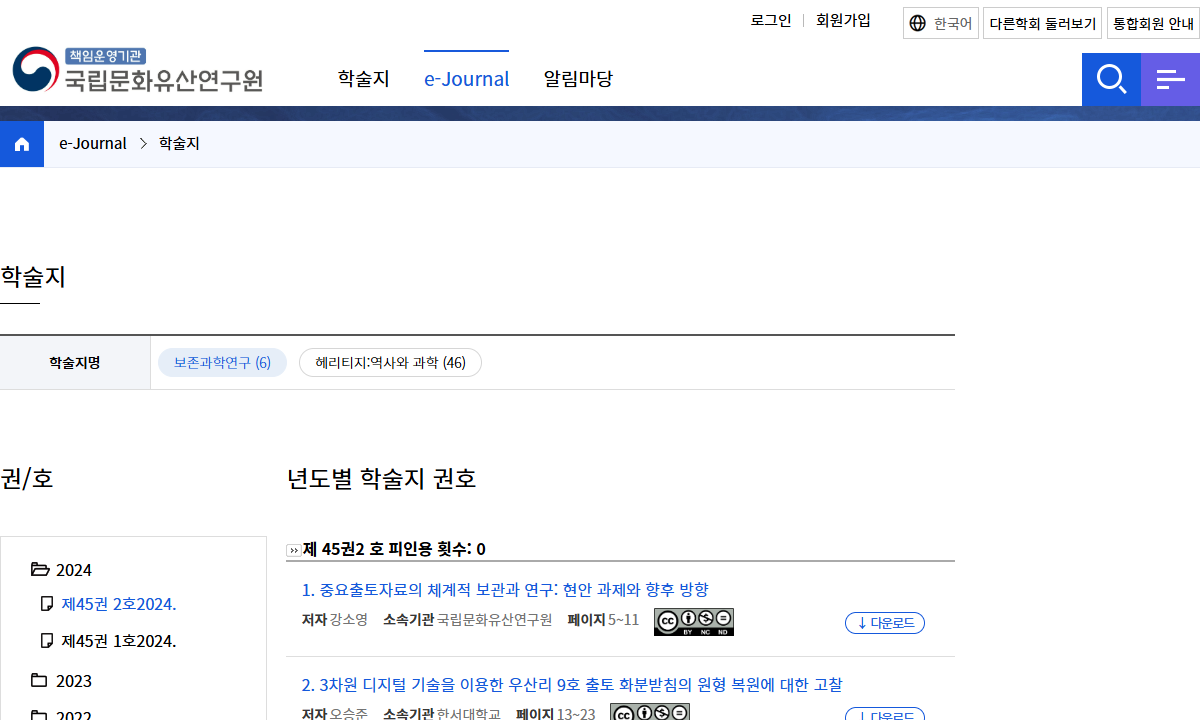 로그인 회원가입 한국어 다른학회 둘러보기 통합회원 안내
책임운영기관
국립문화유산연구원
학술지 e-Journal 알림마당
e-Journal 학술지
학술지
학술지명 보존과학연구 (6) 헤리티지:역사와 과학 (46)
권/호
년도별 학술지 권호
제 45권2 호 피인용 횟수: 0
2024
제45권 2호2024.
제45권 1호2024.
2023
2022
1. 중요출토자료의 체계적 보관과 연구: 현안 과제와 향후 방향
저자 강소영 소속기관 국립문화유산연구원 페이지 5~11 CC BY NC ND 다운로드
2. 3차원 디지털 기술을 이용한 우산리 9호 출토 화분받침의 원형 복원에 대한 고찰
저자 오승준 소속기관 한서대학교 페이지 13~23 CC 다운로드